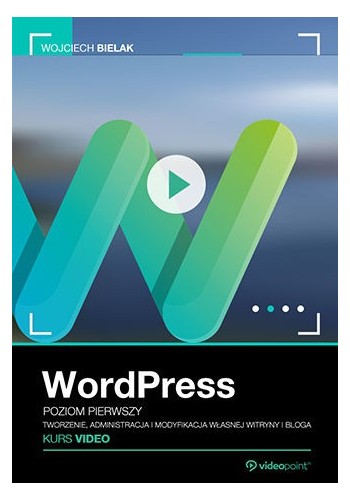 WOJCIECH BIELAK
WordPress
POZIOM PIERWSZY
TWORZENIE, ADMINISTRACJA I MODYFIKACJA WŁASNEJ WITRYNY I BLOGA
KURS VIDEO
videopoint